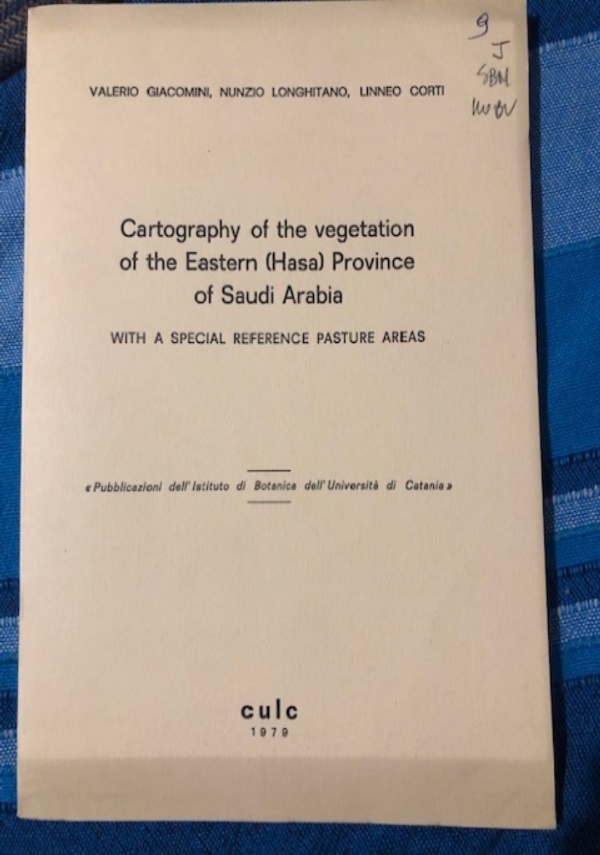 9
J
VALERIO GIACOMINI, NUNZIO LONGHITANO, LINNEO CORTI
Cartography of the vegetation
of the Eastern (Hasa) Province
of Saudi Arabia
WITH A SPECIAL REFERENCE PASTURE AREAS
« Pubblicazioni dell' Istituto di Botanica dell' Università di Catania »
culc
1979